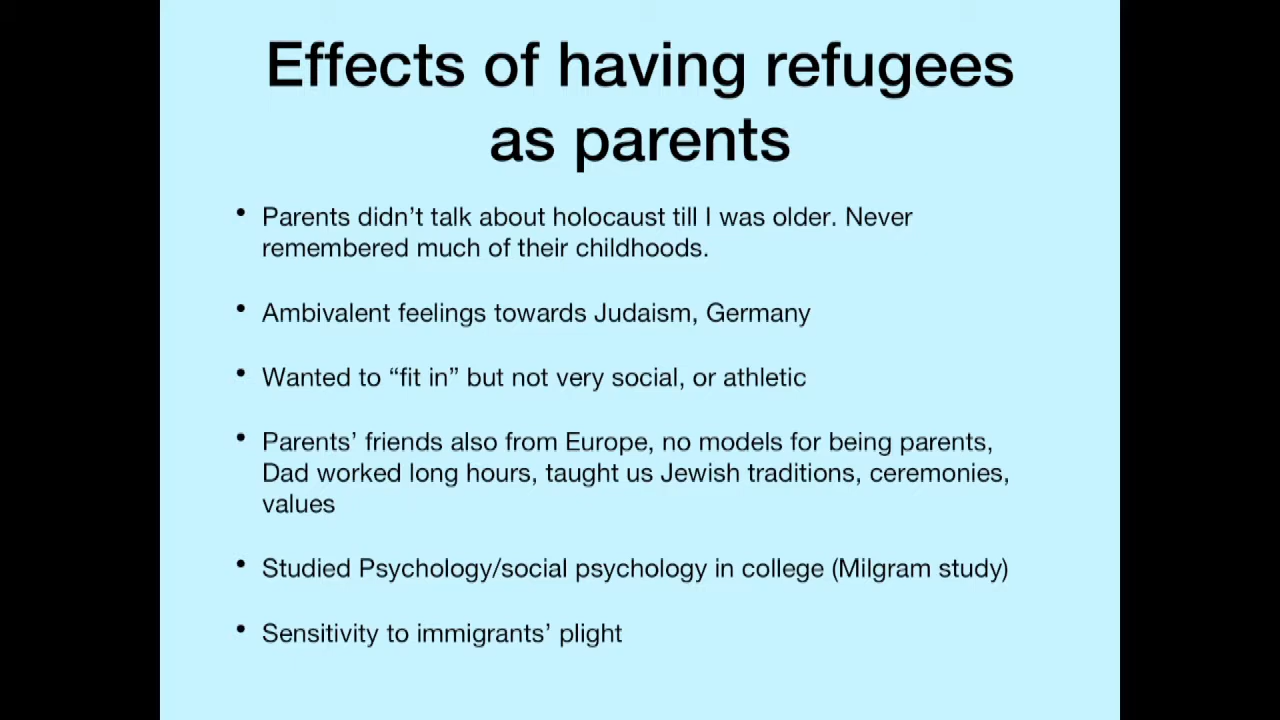 Effects of having refugees
as parents
• Parents didn’t talk about holocaust till I was older. Never
remembered much of their childhoods.
• Ambivalent feelings towards Judaism, Germany
• Wanted to “fit in” but not very social, or athletic
• Parents’ friends also from Europe, no models for being parents,
Dad worked long hours, taught us Jewish traditions, ceremonies,
values
• Studied Psychology/social psychology in college (Milgram study)
• Sensitivity to immigrants’ plight